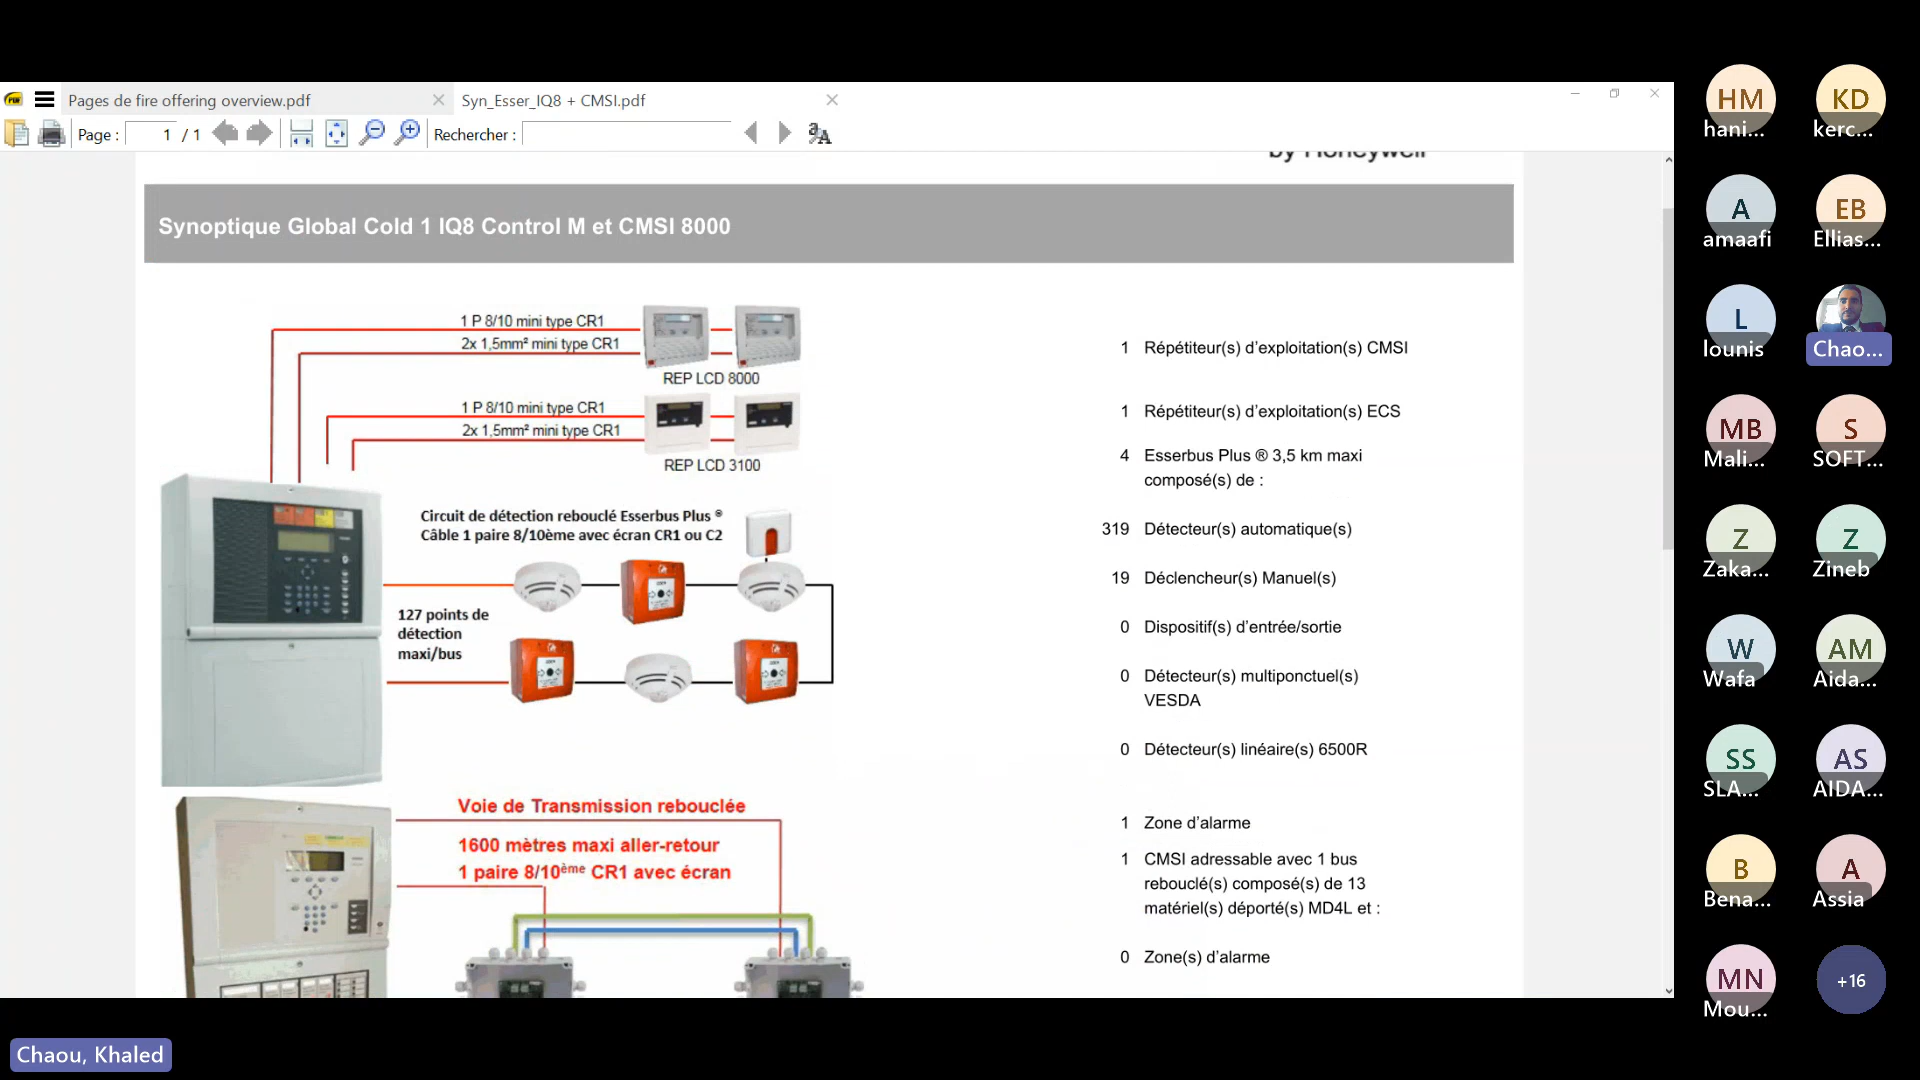 Pages de fire offering overview.pdf
Syn_Esser_IQ8 + CMSI.pdf
Page : 1 / 1
Rechercher :
by Honeywell
Synoptique Global Cold 1 IQ8 Control M et CMSI 8000
1 P 8/10 mini type CR1
2x 1,5mm² mini type CR1
REP LCD 8000
1 P 8/10 mini type CR1
2x 1,5mm² mini type CR1
REP LCD 3100
Circuit de détection rebouclé Esserbus Plus ®
Câble 1 paire 8/10ème avec écran CR1 ou C2
127 points de
détection
maxi/bus
Voie de Transmission rebouclée
1600 mètres maxi aller-retour
1 paire 8/10ème CR1 avec écran
1 Répétiteur(s) d'exploitation(s) CMSI
1 Répétiteur(s) d'exploitation(s) ECS
4 Esserbus Plus ® 3,5 km maxi
composé(s) de :
319 Détecteur(s) automatique(s)
19 Déclencheur(s) Manuel(s)
0 Dispositif(s) d'entrée/sortie
0 Détecteur(s) multiponctuel(s)
VESDA
0 Détecteur(s) linéaire(s) 6500R
1 Zone d'alarme
1 CMSI adressable avec 1 bus
rebouclé(s) composé(s) de 13
matériel(s) déporté(s) MD4L et :
0 Zone(s) d'alarme
HM
hani...
KD
kerc...
A
amaafi
EB
Ellias...
L
lounis
Chao...
MB
Mali...
S
SOFT...
Z
Zaka...
Z
Zineb
W
Wafa
AM
Aida...
SS
SLA...
AS
AIDA...
B
Bena...
A
Assia
MN
Mou...
+16
Chaou, Khaled